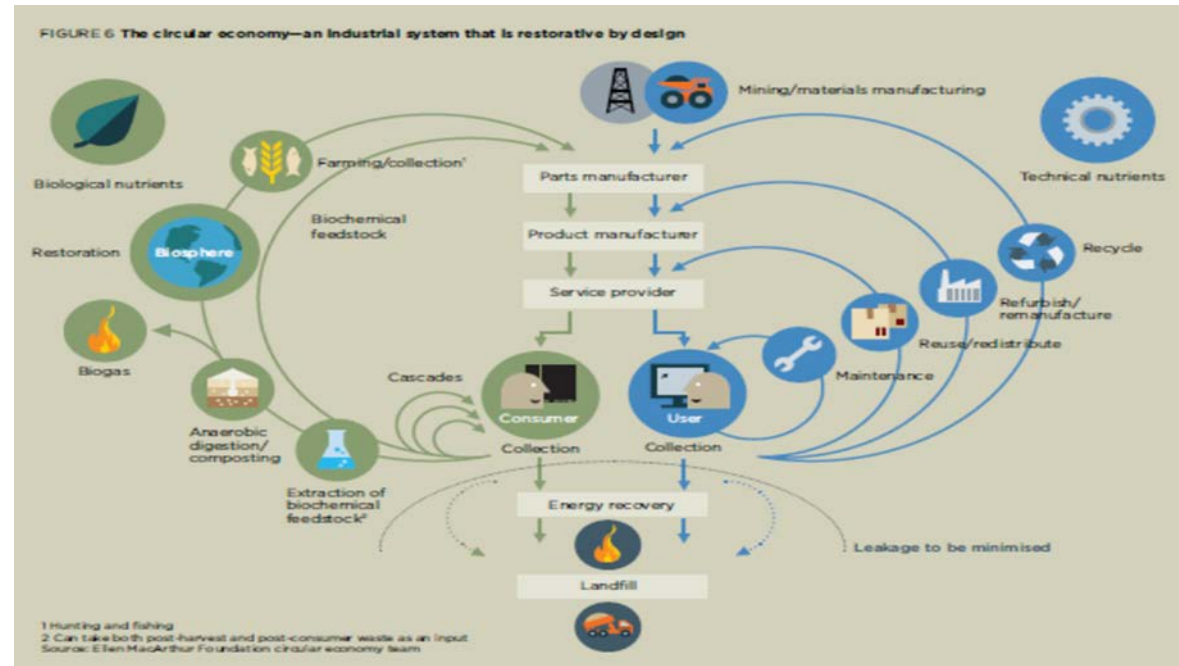 FIGURE 6 The circular economy—an industrial system that is restorative by design
Mining/materials manufacturing
Biological nutrients
Farming/collection¹
Parts manufacturer
Technical nutrients
Biochemical
feedstock
Restoration
Biosphere
Product manufacturer
Recycle
Service provider
Refurbish/
remanufacture
Reuse/redistribute
Biogas
Cascades
Maintenance
Consumer
User
Anaerobic
digestion/
composting
Collection
Collection
Extraction of
biochemical
feedstock²
Energy recovery
Leakage to be minimised
Landfill
1 Hunting and fishing
2 Can take both post-harvest and post-consumer waste as an input
Source: Ellen MacArthur Foundation circular economy team